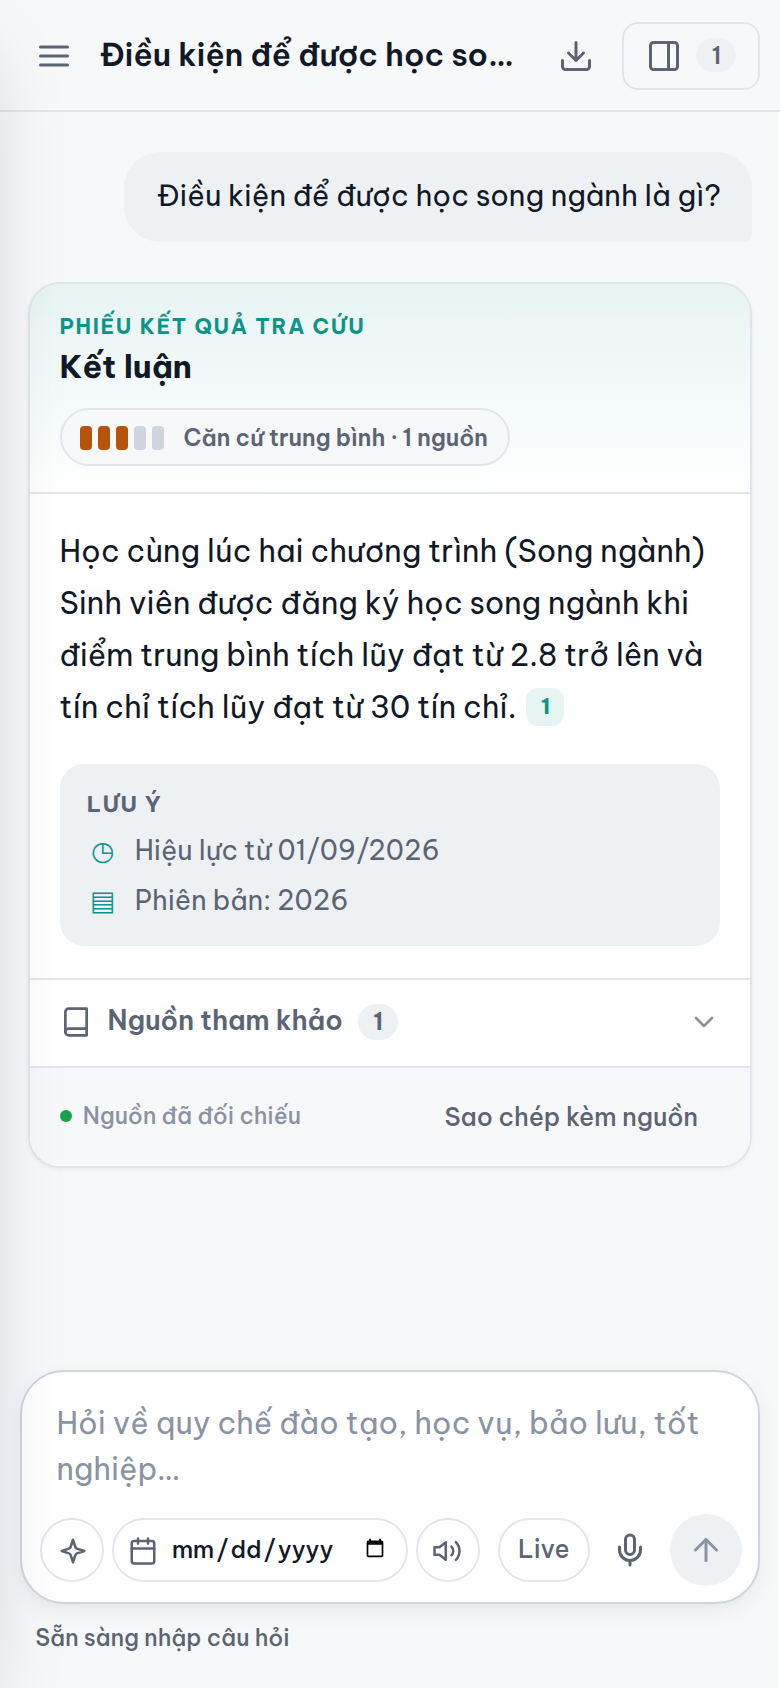 Điều kiện để được học so...
1
Điều kiện để được học song ngành là gì?
PHIẾU KẾT QUẢ TRA CỨU
Kết luận
Căn cứ trung bình · 1 nguồn
Học cùng lúc hai chương trình (Song ngành)
Sinh viên được đăng ký học song ngành khi
điểm trung bình tích lũy đạt từ 2.8 trở lên và
tín chỉ tích lũy đạt từ 30 tín chỉ. 1
LƯU Ý
Hiệu lực từ 01/09/2026
Phiên bản: 2026
Nguồn tham khảo 1
Nguồn đã đối chiếu
Sao chép kèm nguồn
Hỏi về quy chế đào tạo, học vụ, bảo lưu, tốt
nghiệp...
mm/dd/yyyy
Live
Sẵn sàng nhập câu hỏi